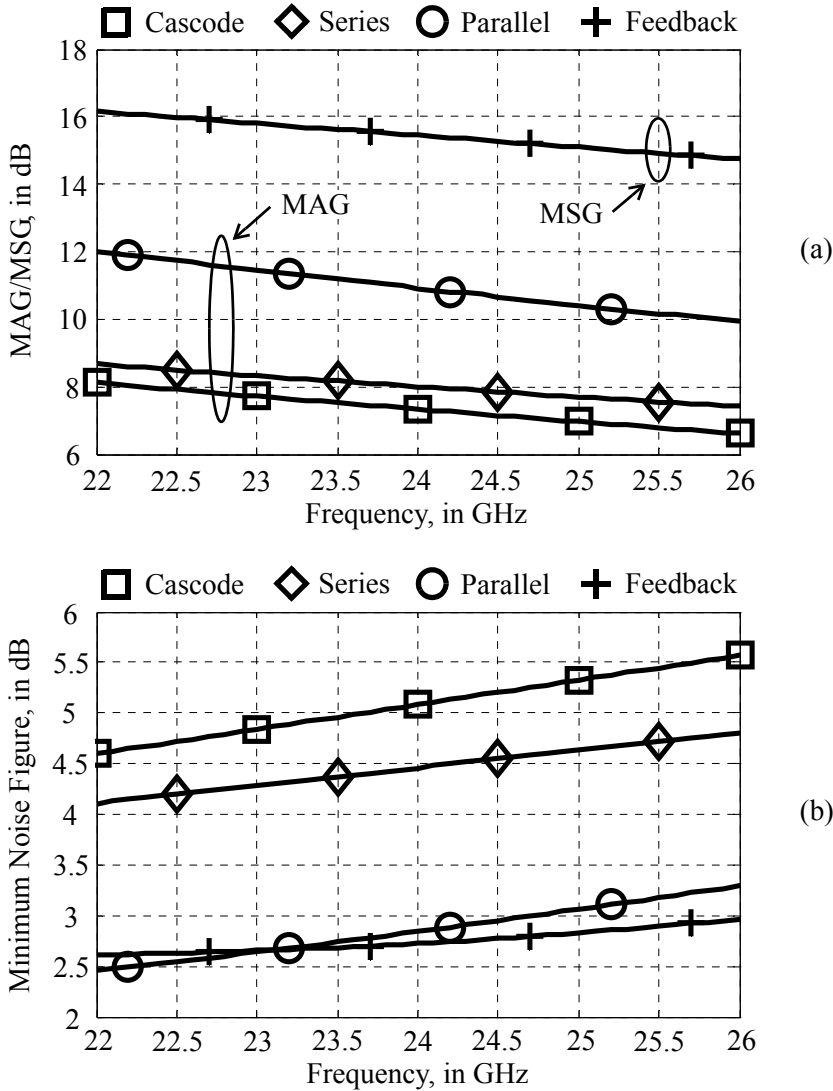 Cascode Series Parallel Feedback
18
16
14
12
10
8
6
MAG/MSG, in dB
MAG
MSG
(a)
22 22.5 23 23.5 24 24.5 25 25.5 26
Frequency, in GHz
Cascode Series Parallel Feedback
6
5.5
5
4.5
4
3.5
3
2.5
2
Minimum Noise Figure, in dB
(b)
22 22.5 23 23.5 24 24.5 25 25.5 26
Frequency, in GHz